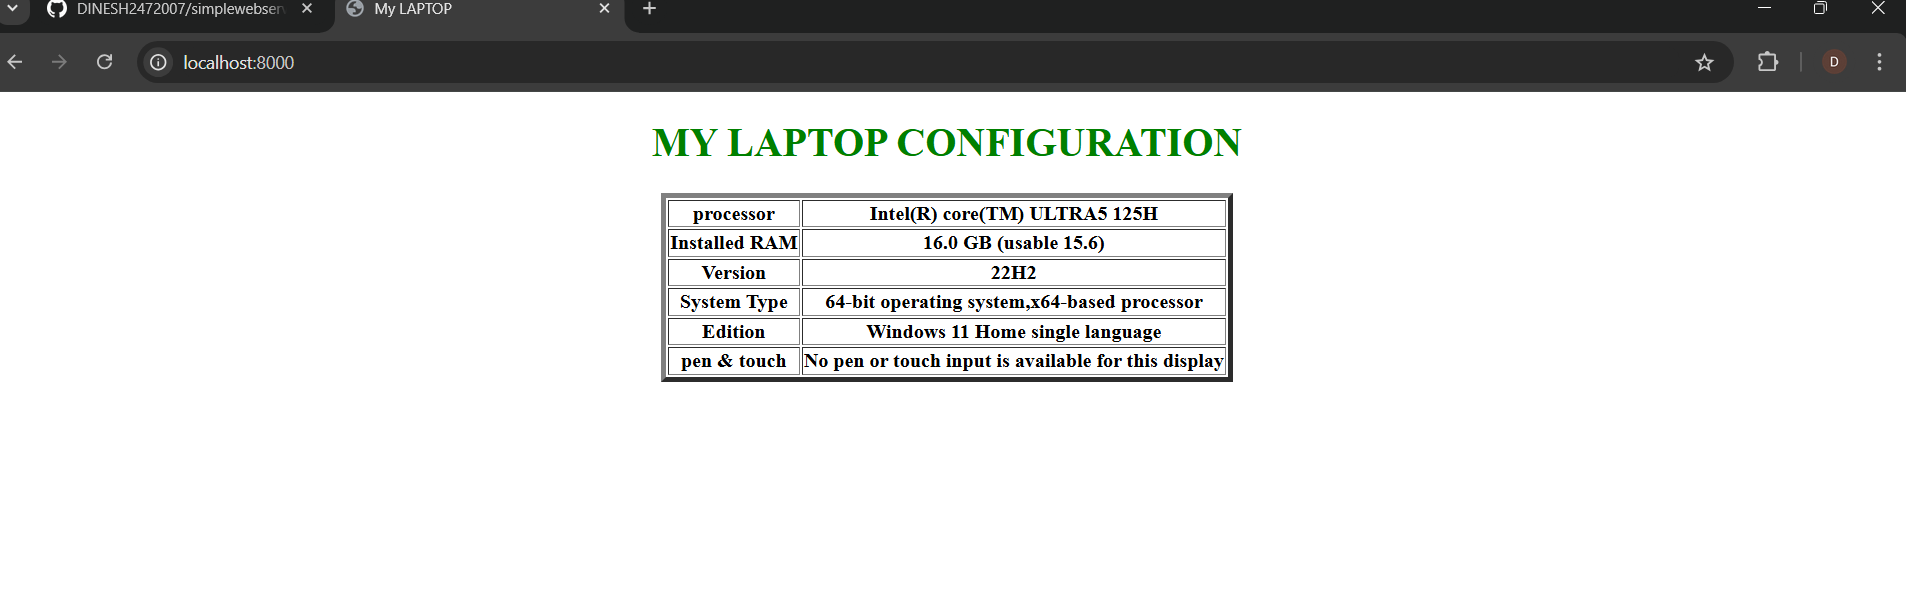 DINESH2472007/simplewebser
My LAPTOP
localhost:8000
D
MY LAPTOP CONFIGURATION
processor Intel(R) core(TM) ULTRA5 125H
Installed RAM 16.0 GB (usable 15.6)
Version 22H2
System Type 64-bit operating system,x64-based processor
Edition Windows 11 Home single language
pen & touch No pen or touch input is available for this display